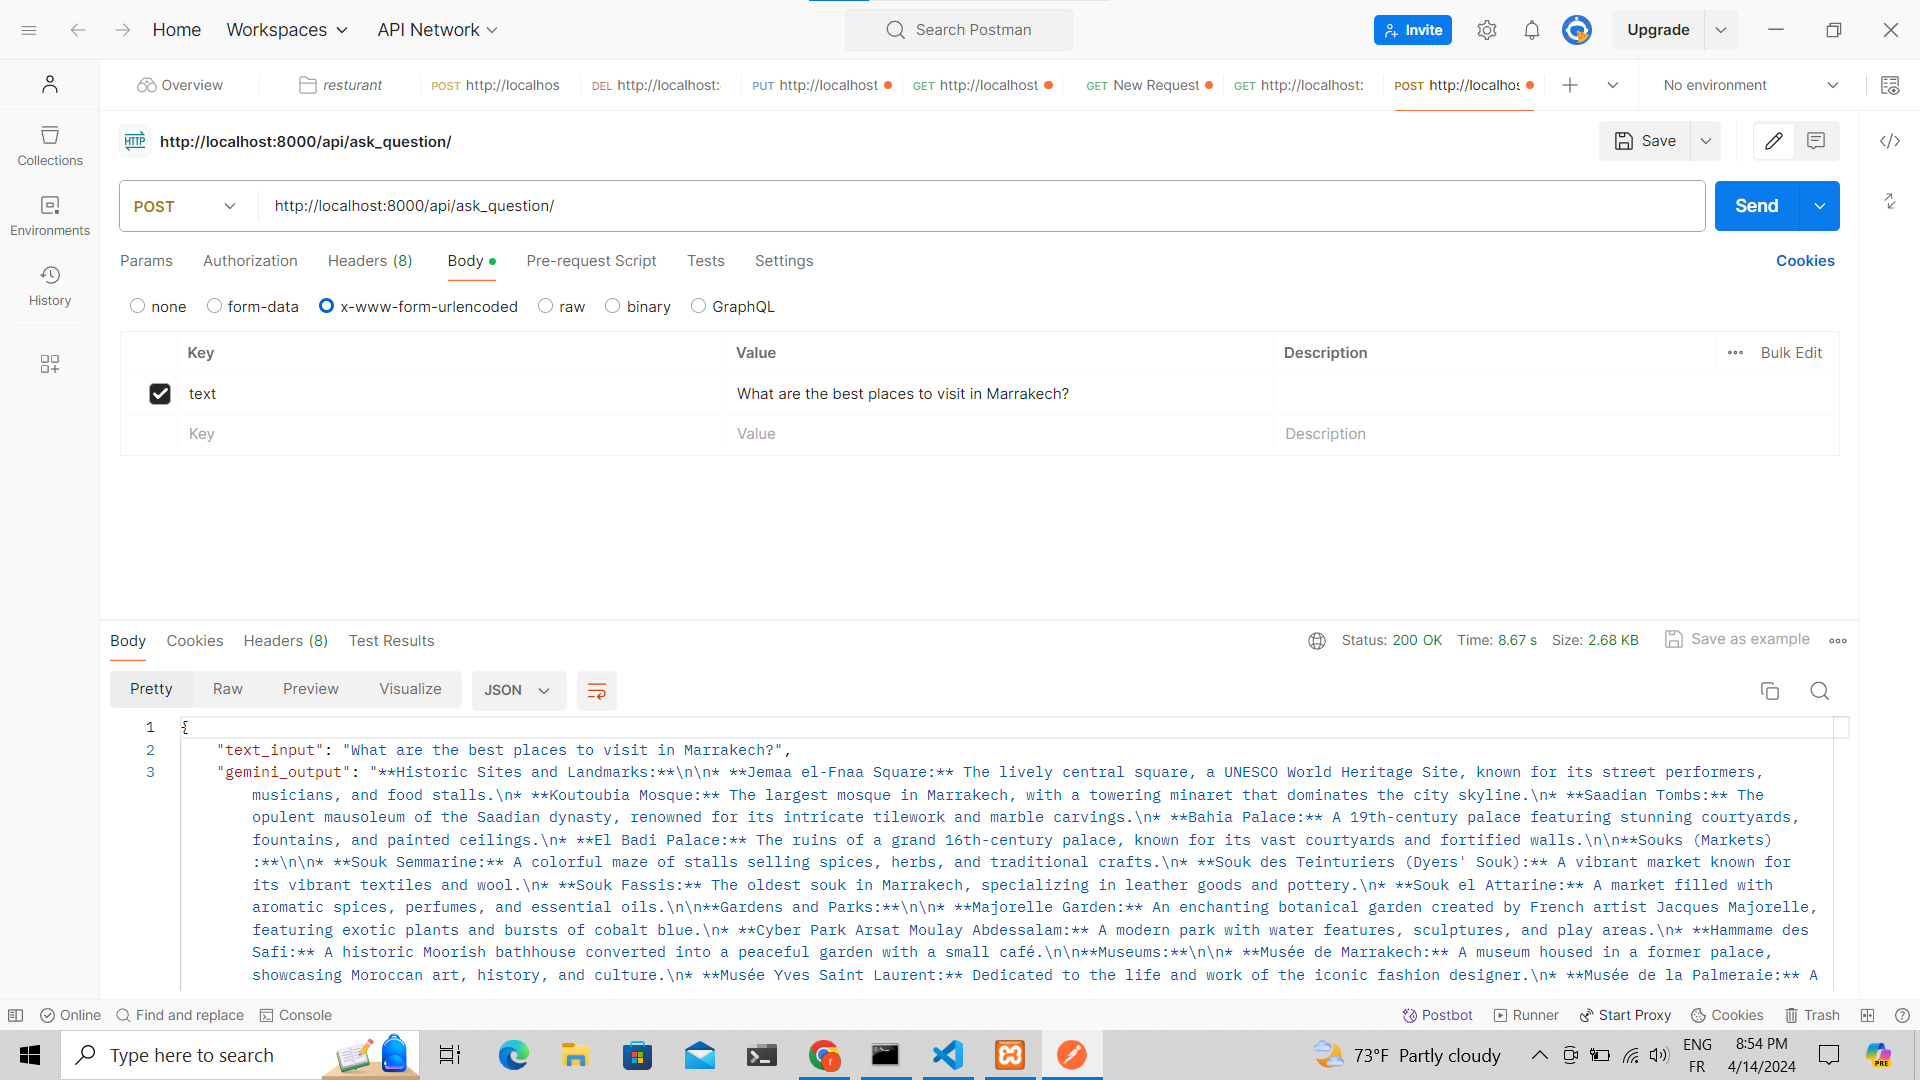 Home Workspaces API Network Search Postman Invite Upgrade
Overview resturant POST http://localhos DEL http://localhost: PUT http://localhost GET http://localhost GET New Request GET http://localhost: POST http://localhos No environment
HTTP http://localhost:8000/api/ask_question/ Save
Collections
Environments
History
POST http://localhost:8000/api/ask_question/ Send
Params Authorization Headers (8) Body Pre-request Script Tests Settings Cookies
none form-data x-www-form-urlencoded raw binary GraphQL
Key Value Description Bulk Edit
text What are the best places to visit in Marrakech?
Key Value Description
Body Cookies Headers (8) Test Results Status: 200 OK Time: 8.67 s Size: 2.68 KB Save as example
Pretty Raw Preview Visualize JSON
1 {
2 "text_input": "What are the best places to visit in Marrakech?",
3 "gemini_output": "**Historic Sites and Landmarks:**\n\n* **Jemaa el-Fnaa Square:** The lively central square, a UNESCO World Heritage Site, known for its street performers,
musicians, and food stalls.\n* **Koutoubia Mosque:** The largest mosque in Marrakech, with a towering minaret that dominates the city skyline.\n* **Saadian Tombs:** The
opulent mausoleum of the Saadian dynasty, renowned for its intricate tilework and marble carvings.\n* **Bahia Palace:** A 19th-century palace featuring stunning courtyards,
fountains, and painted ceilings.\n* **El Badi Palace:** The ruins of a grand 16th-century palace, known for its vast courtyards and fortified walls.\n\n**Souks (Markets)
:**\n\n* **Souk Semmarine:** A colorful maze of stalls selling spices, herbs, and traditional crafts.\n* **Souk des Teinturiers (Dyers' Souk):** A vibrant market known for
its vibrant textiles and wool.\n* **Souk Fassis:** The oldest souk in Marrakech, specializing in leather goods and pottery.\n* **Souk el Attarine:** A market filled with
aromatic spices, perfumes, and essential oils.\n\n**Gardens and Parks:**\n\n* **Majorelle Garden:** An enchanting botanical garden created by French artist Jacques Majorelle,
featuring exotic plants and bursts of cobalt blue.\n* **Cyber Park Arsat Moulay Abdessalam:** A modern park with water features, sculptures, and play areas.\n* **Hammame des
Safi:** A historic Moorish bathhouse converted into a peaceful garden with a small café.\n\n**Museums:**\n\n* **Musée de Marrakech:** A museum housed in a former palace,
showcasing Moroccan art, history, and culture.\n* **Musée Yves Saint Laurent:** Dedicated to the life and work of the iconic fashion designer.\n* **Musée de la Palmeraie:** A
Online Find and replace Console Postbot Runner Start Proxy Cookies Trash
Type here to search 73°F Partly cloudy ENG 8:54 PM
FR 4/14/2024 PRE